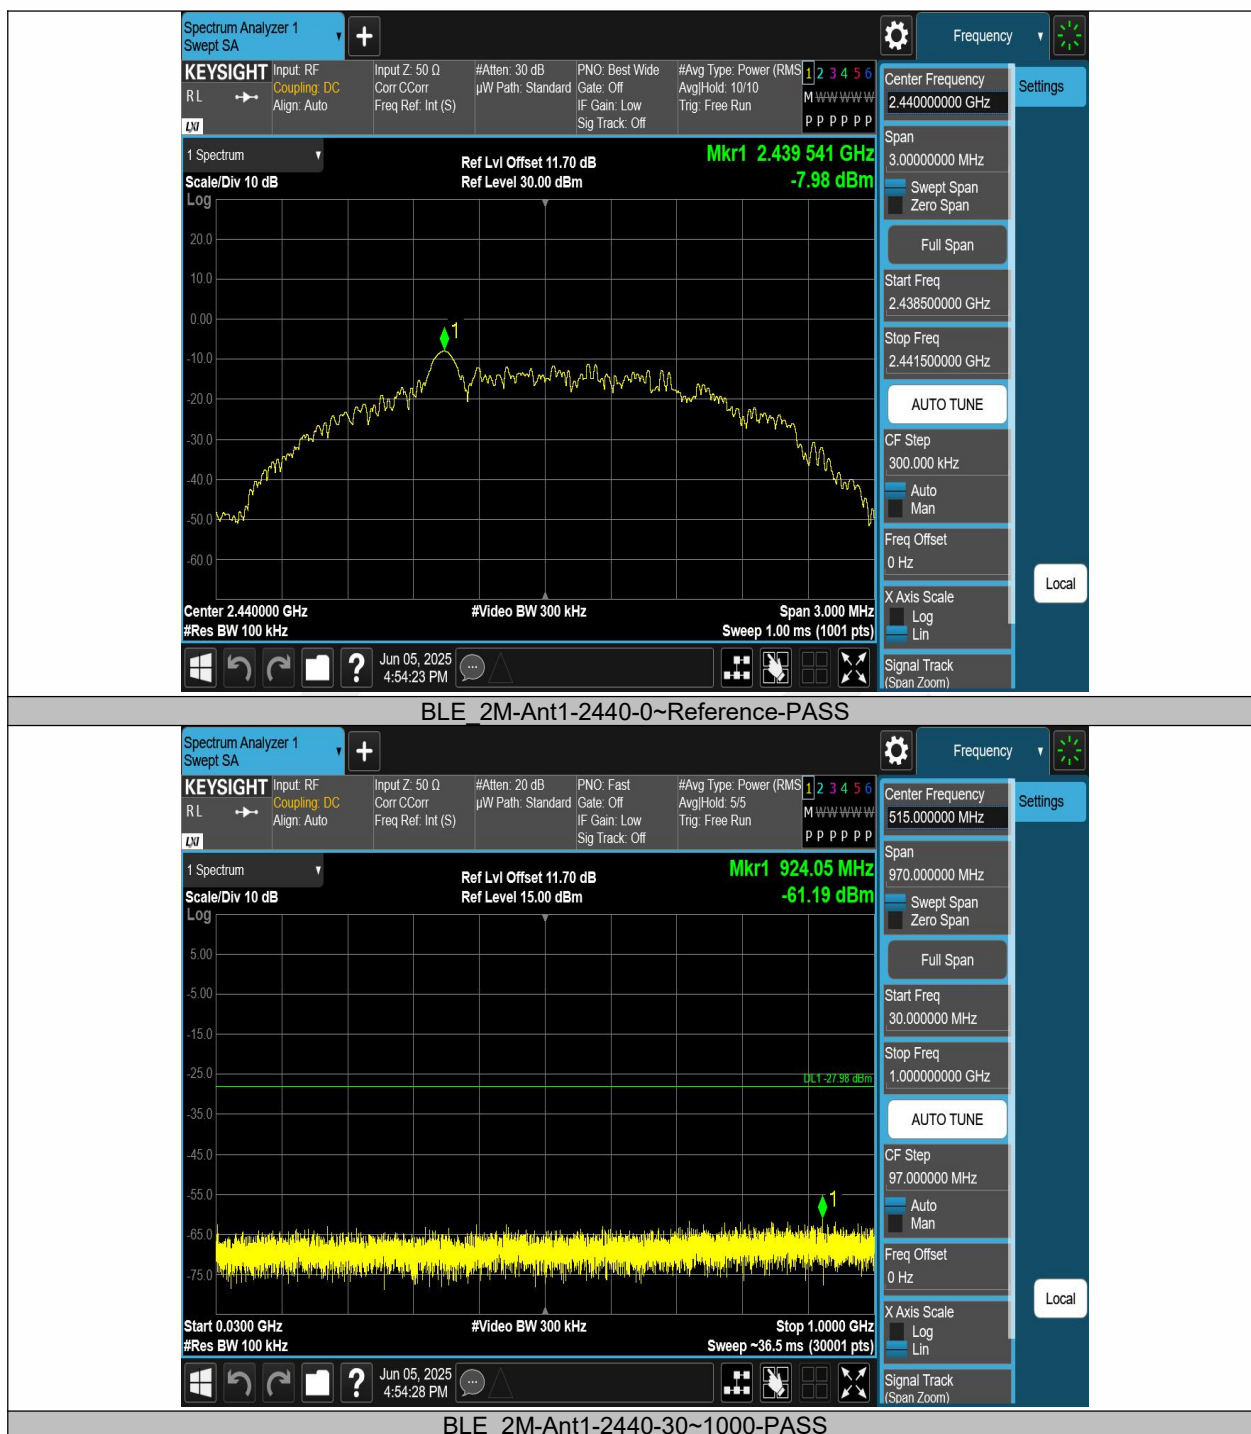 Spectrum Analyzer 1
Swept SA
Frequency
KEYSIGHT
RL
LXI
Input: RF
Coupling: DC
Align: Auto
Input Z: 50 Ω
Corr CCorr
Freq Ref: Int (S)
#Atten: 30 dB
µW Path: Standard
PNO: Best Wide
Gate: Off
IF Gain: Low
Sig Track: Off
#Avg Type: Power (RMS
Avg|Hold: 10/10
Trig: Free Run
1 2 3 4 5 6
M W W W W W
P P P P P P
1 Spectrum
Scale/Div 10 dB
Ref Lvl Offset 11.70 dB
Ref Level 30.00 dBm
Mkr1 2.439 541 GHz
-7.98 dBm
Log
20.0
10.0
0.00
-10.0
-20.0
-30.0
-40.0
-50.0
-60.0
1
Center 2.440000 GHz
#Res BW 100 kHz
#Video BW 300 kHz
Span 3.000 MHz
Sweep 1.00 ms (1001 pts)
Jun 05, 2025
4:54:23 PM
Center Frequency
2.440000000 GHz
Settings
Span
3.00000000 MHz
Swept Span
Zero Span
Full Span
Start Freq
2.438500000 GHz
Stop Freq
2.441500000 GHz
AUTO TUNE
CF Step
300.000 kHz
Auto
Man
Freq Offset
0 Hz
X Axis Scale
Log
Lin
Local
Signal Track
(Span Zoom)
BLE_2M-Ant1-2440-0~Reference-PASS
Spectrum Analyzer 1
Swept SA
Frequency
KEYSIGHT
RL
LXI
Input: RF
Coupling: DC
Align: Auto
Input Z: 50 Ω
Corr CCorr
Freq Ref: Int (S)
#Atten: 20 dB
µW Path: Standard
PNO: Fast
Gate: Off
IF Gain: Low
Sig Track: Off
#Avg Type: Power (RMS
Avg|Hold: 5/5
Trig: Free Run
1 2 3 4 5 6
M W W W W W
P P P P P P
1 Spectrum
Scale/Div 10 dB
Ref Lvl Offset 11.70 dB
Ref Level 15.00 dBm
Mkr1 924.05 MHz
-61.19 dBm
Log
5.00
-5.00
-15.0
-25.0
-35.0
-45.0
-55.0
-65.0
-75.0
DL1 -27.98 dBm
1
Start 0.0300 GHz
#Res BW 100 kHz
#Video BW 300 kHz
Stop 1.0000 GHz
Sweep ~36.5 ms (30001 pts)
Jun 05, 2025
4:54:28 PM
Center Frequency
515.000000 MHz
Settings
Span
970.000000 MHz
Swept Span
Zero Span
Full Span
Start Freq
30.000000 MHz
Stop Freq
1.000000000 GHz
AUTO TUNE
CF Step
97.000000 MHz
Auto
Man
Freq Offset
0 Hz
X Axis Scale
Log
Lin
Local
Signal Track
(Span Zoom)
BLE_2M-Ant1-2440-30~1000-PASS